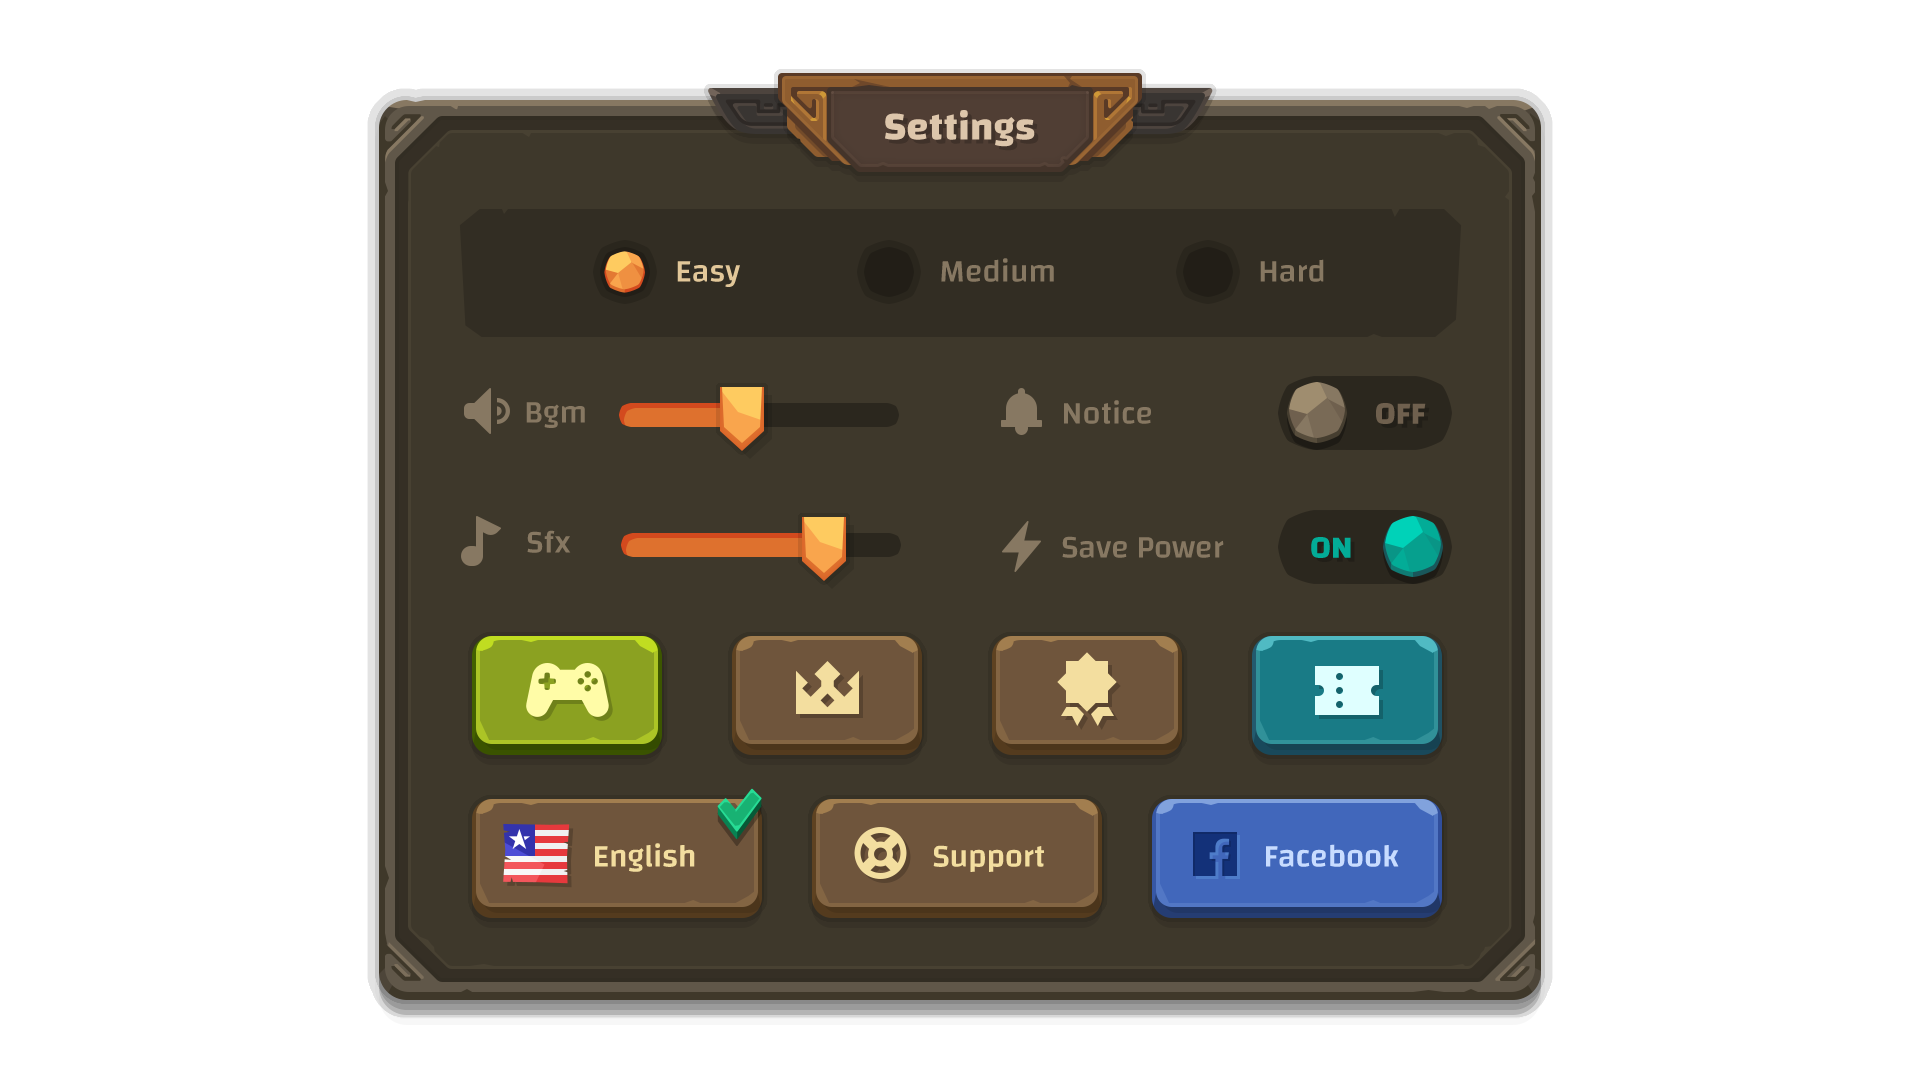 Settings
Easy
Medium
Hard
Bgm
Notice
OFF
Sfx
Save Power
ON
English
Support
Facebook